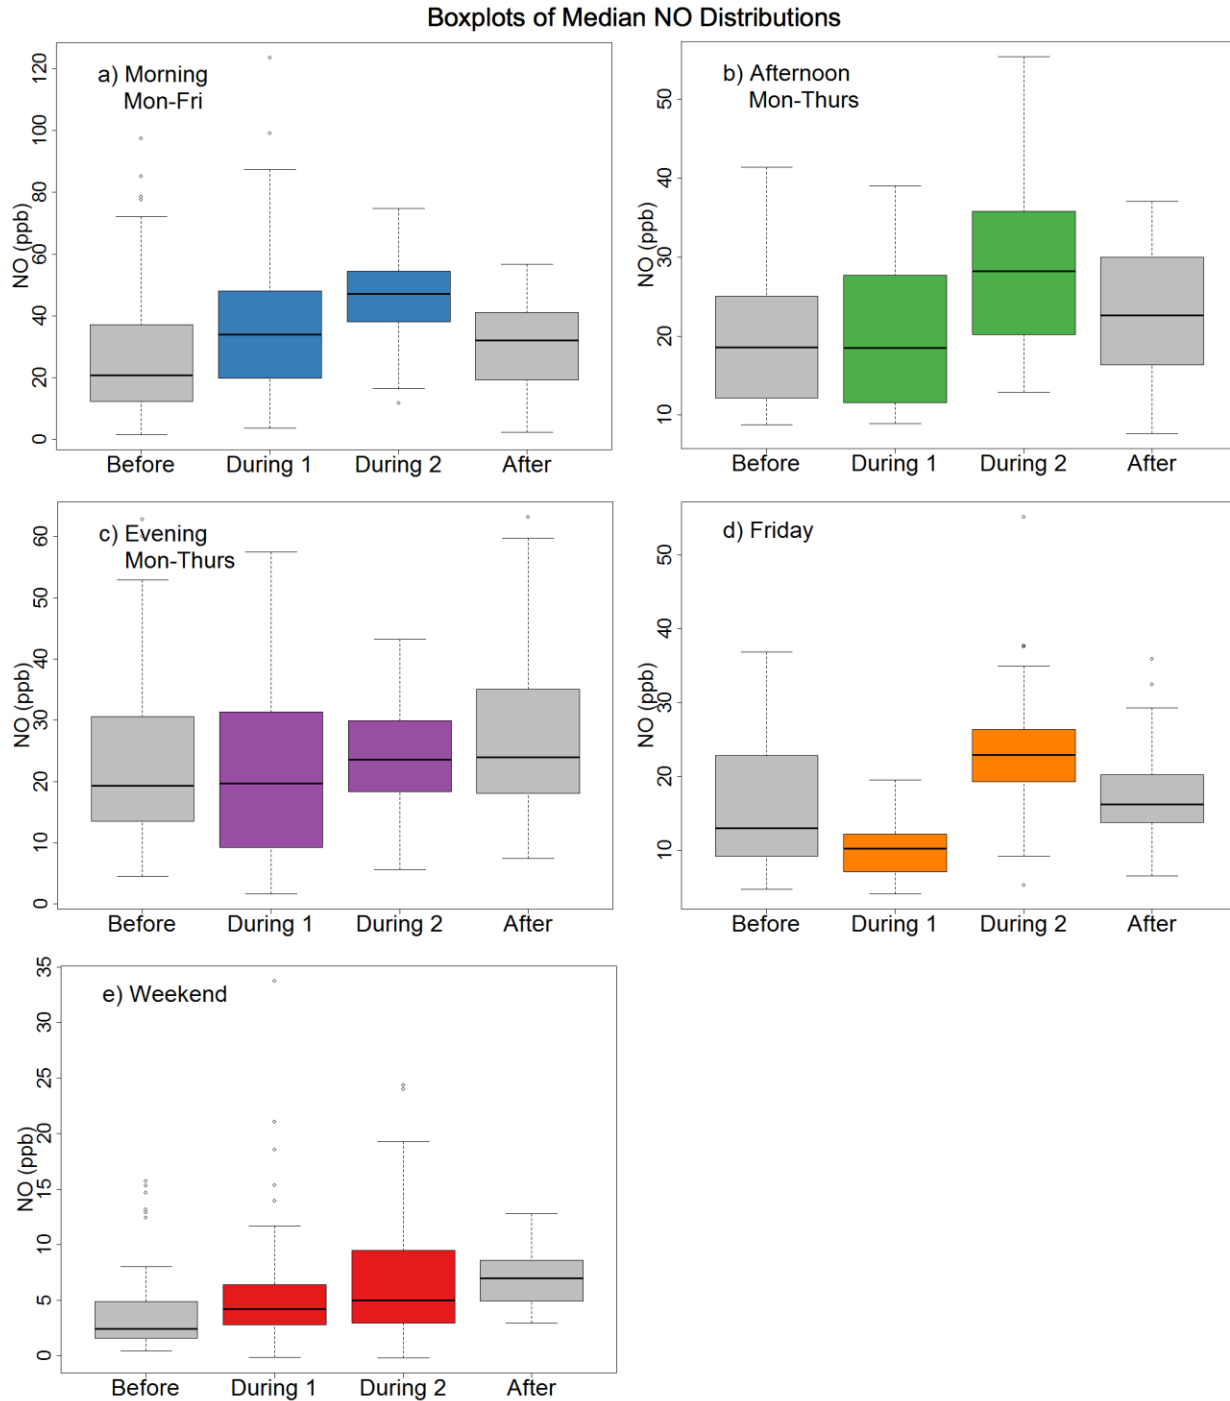 Boxplots of Median NO Distributions
a) Morning
Mon-Fri
NO (ppb)
120
100
80
60
40
20
0
Before During 1 During 2 After
b) Afternoon
Mon-Thurs
NO (ppb)
50
40
30
20
10
Before During 1 During 2 After
c) Evening
Mon-Thurs
NO (ppb)
60
50
40
30
20
10
0
Before During 1 During 2 After
d) Friday
NO (ppb)
50
40
30
20
10
Before During 1 During 2 After
e) Weekend
NO (ppb)
35
30
25
20
15
10
5
0
Before During 1 During 2 After